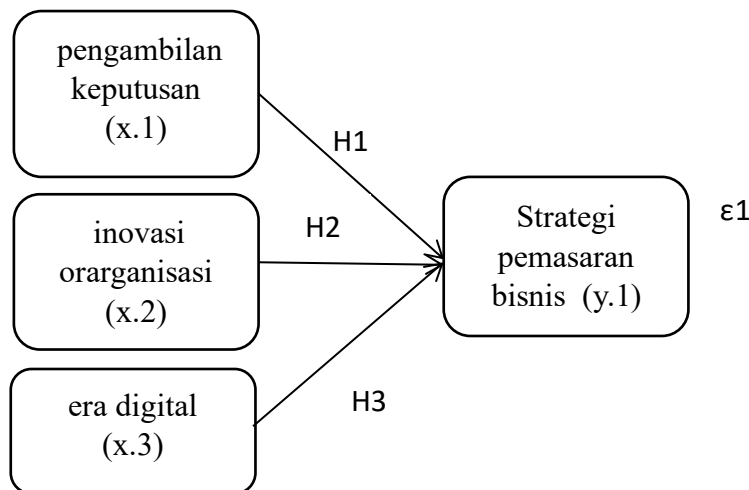 pengambilan
keputusan
(x.1)
H1
inovasi
orarganisasi
(x.2)
H2
era digital
(x.3)
H3
Strategi
pemasaran
bisnis (y.1)
ε1